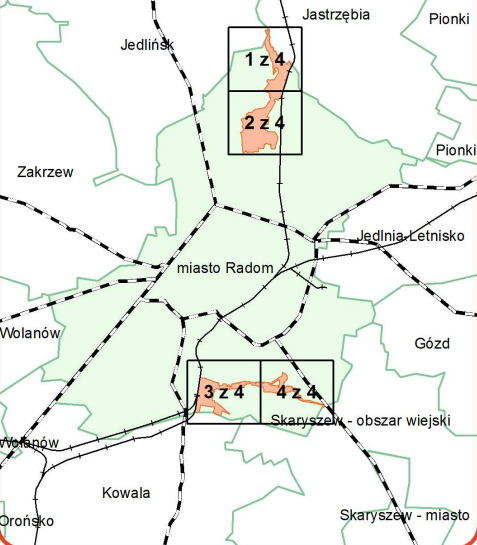 Jastrzębia
Pionki
Jedlińsk
1 z 4
2 z 4
Pionki
Zakrzew
Jedlnia-Letnisko
miasto Radom
Wolanów
Gózd
3 z 4
4 z 4
Skaryszew - obszar wiejski
Wolanów
Kowala
Skaryszew - miasto
Orońsko